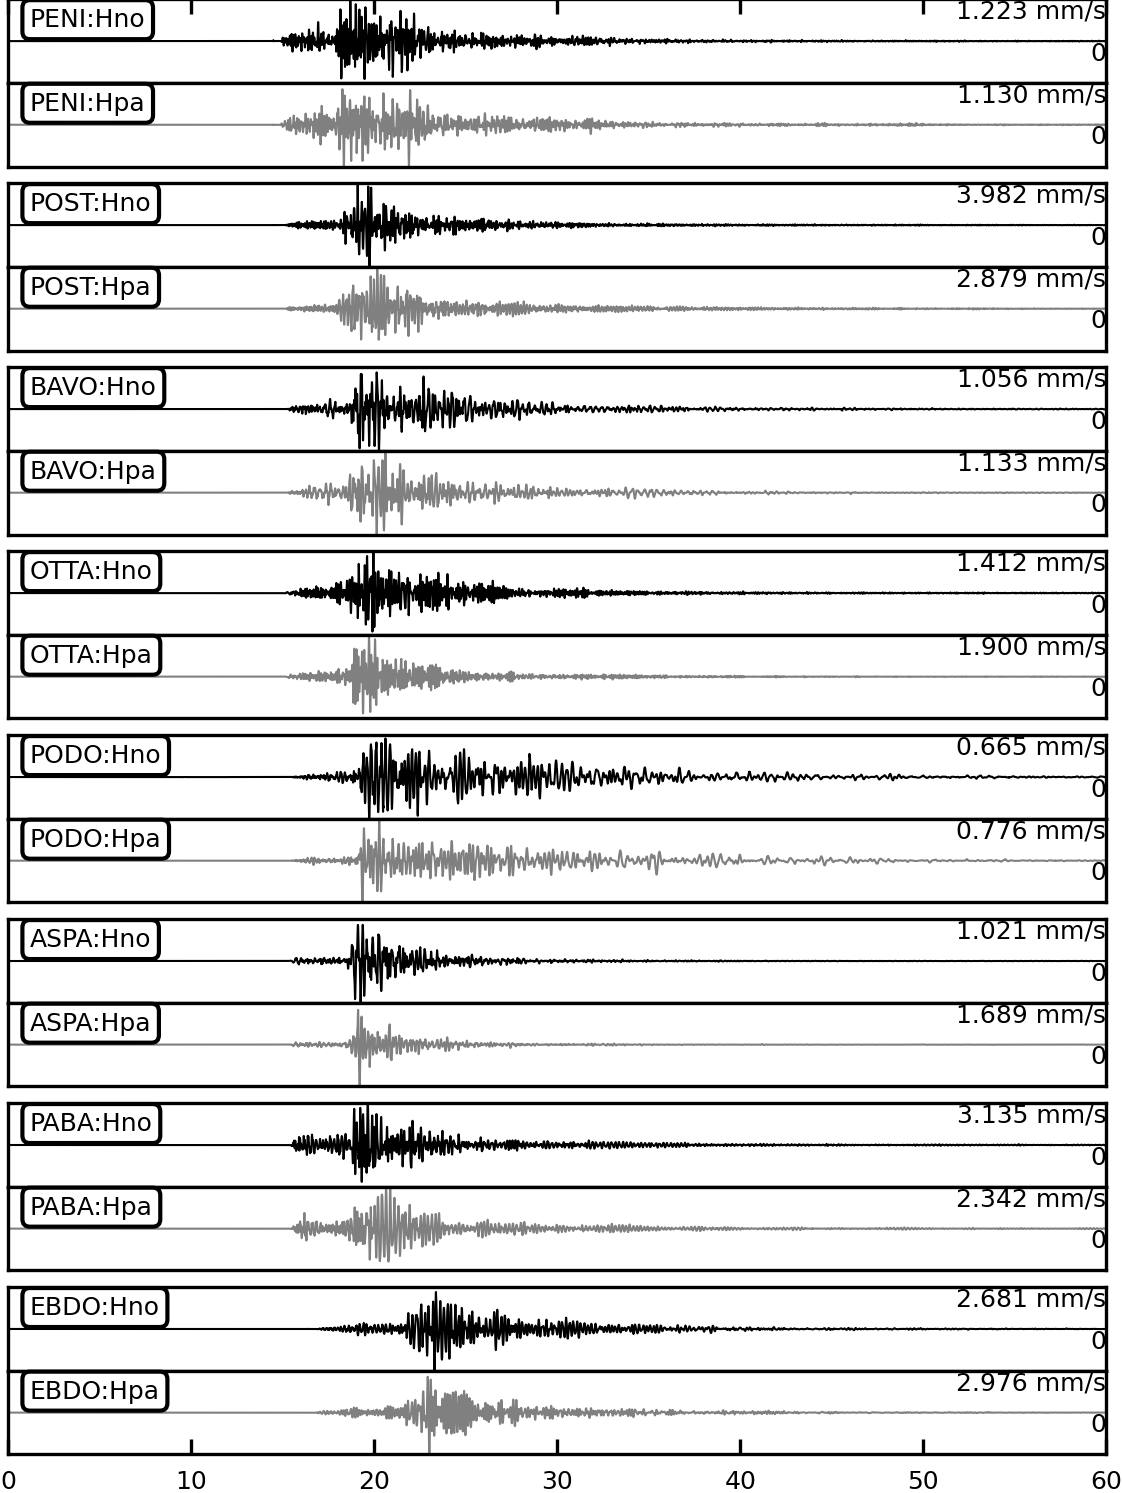 PENI:Hno 1.223 mm/s
0
PENI:Hpa 1.130 mm/s
0
POST:Hno 3.982 mm/s
0
POST:Hpa 2.879 mm/s
0
BAVO:Hno 1.056 mm/s
0
BAVO:Hpa 1.133 mm/s
0
OTTA:Hno 1.412 mm/s
0
OTTA:Hpa 1.900 mm/s
0
PODO:Hno 0.665 mm/s
0
PODO:Hpa 0.776 mm/s
0
ASPA:Hno 1.021 mm/s
0
ASPA:Hpa 1.689 mm/s
0
PABA:Hno 3.135 mm/s
0
PABA:Hpa 2.342 mm/s
0
EBDO:Hno 2.681 mm/s
0
EBDO:Hpa 2.976 mm/s
0
0 10 20 30 40 50 60